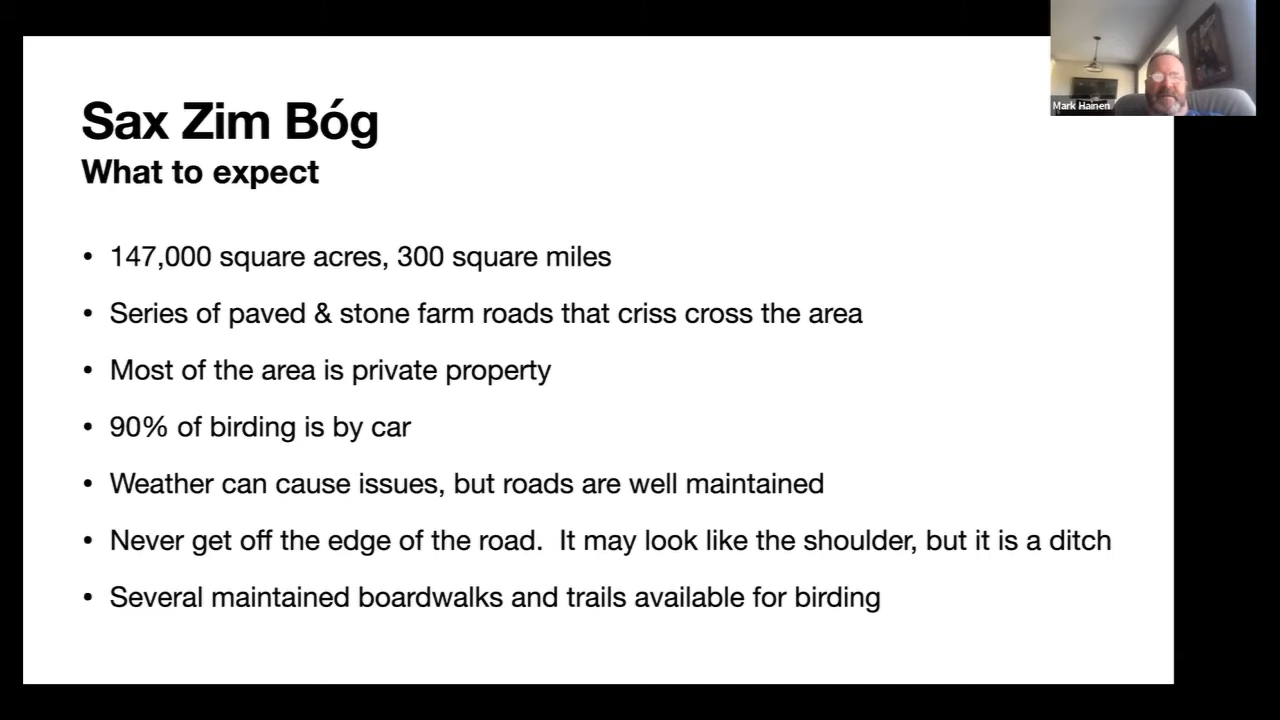 Sax Zim Bóg
What to expect
• 147,000 square acres, 300 square miles
• Series of paved & stone farm roads that criss cross the area
• Most of the area is private property
• 90% of birding is by car
• Weather can cause issues, but roads are well maintained
• Never get off the edge of the road.  It may look like the shoulder, but it is a ditch
• Several maintained boardwalks and trails available for birding
Mark Hainen